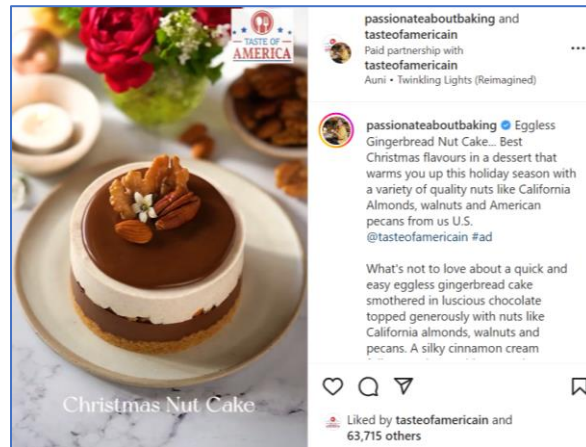 TASTE OF
AMERICA
Christmas Nut Cake
passionateaboutbaking and
tasteofamericain
Paid partnership with
tasteofamericain
Auni • Twinkling Lights (Reimagined)
passionateaboutbaking Eggless
Gingerbread Nut Cake... Best
Christmas flavours in a dessert that
warms you up this holiday season with
a variety of quality nuts like California
Almonds, walnuts and American
pecans from us U.S.
@tasteofamericain #ad
What's not to love about a quick and
easy eggless gingerbread cake
smothered in luscious chocolate
topped generously with nuts like
California almonds, walnuts and
pecans. A silky cinnamon cream
Liked by tasteofamericain and
63,715 others